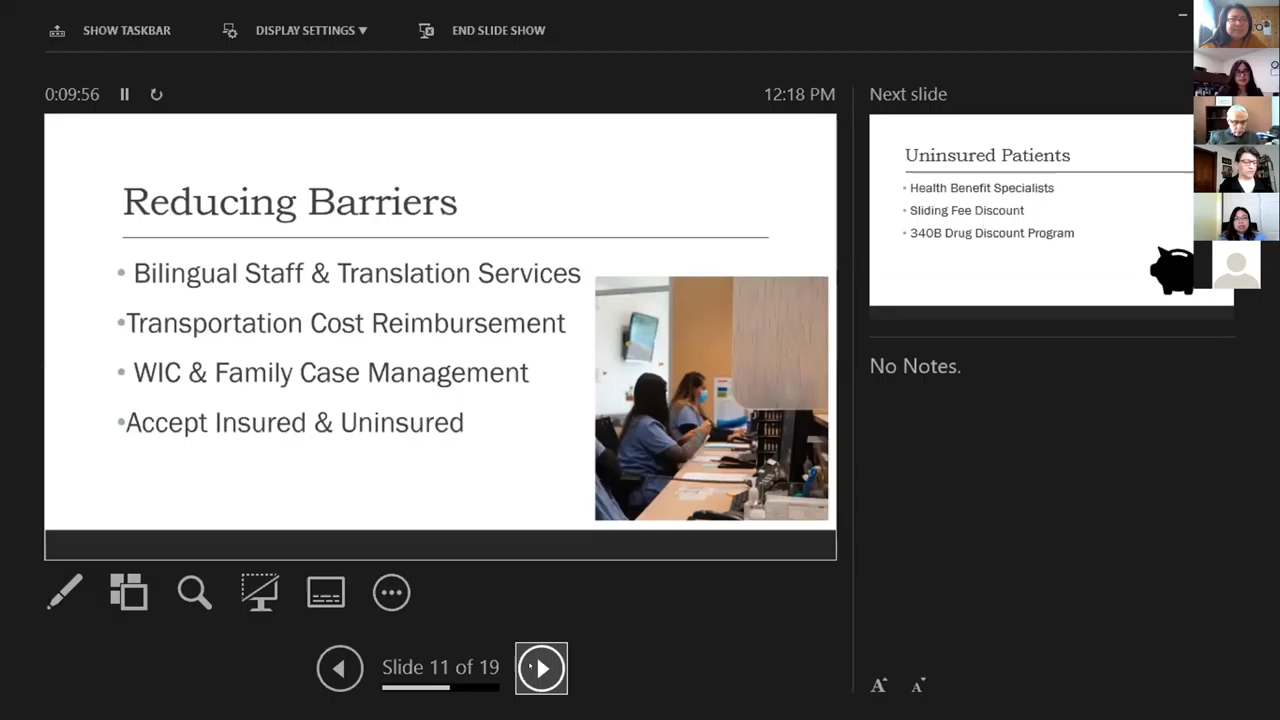 SHOW TASKBAR
DISPLAY SETTINGS ▾
END SLIDE SHOW
0:09:56
12:18 PM
Next slide
Reducing Barriers
• Bilingual Staff & Translation Services
•Transportation Cost Reimbursement
• WIC & Family Case Management
•Accept Insured & Uninsured
Uninsured Patients
• Health Benefit Specialists
• Sliding Fee Discount
• 340B Drug Discount Program
No Notes.
Slide 11 of 19
A A